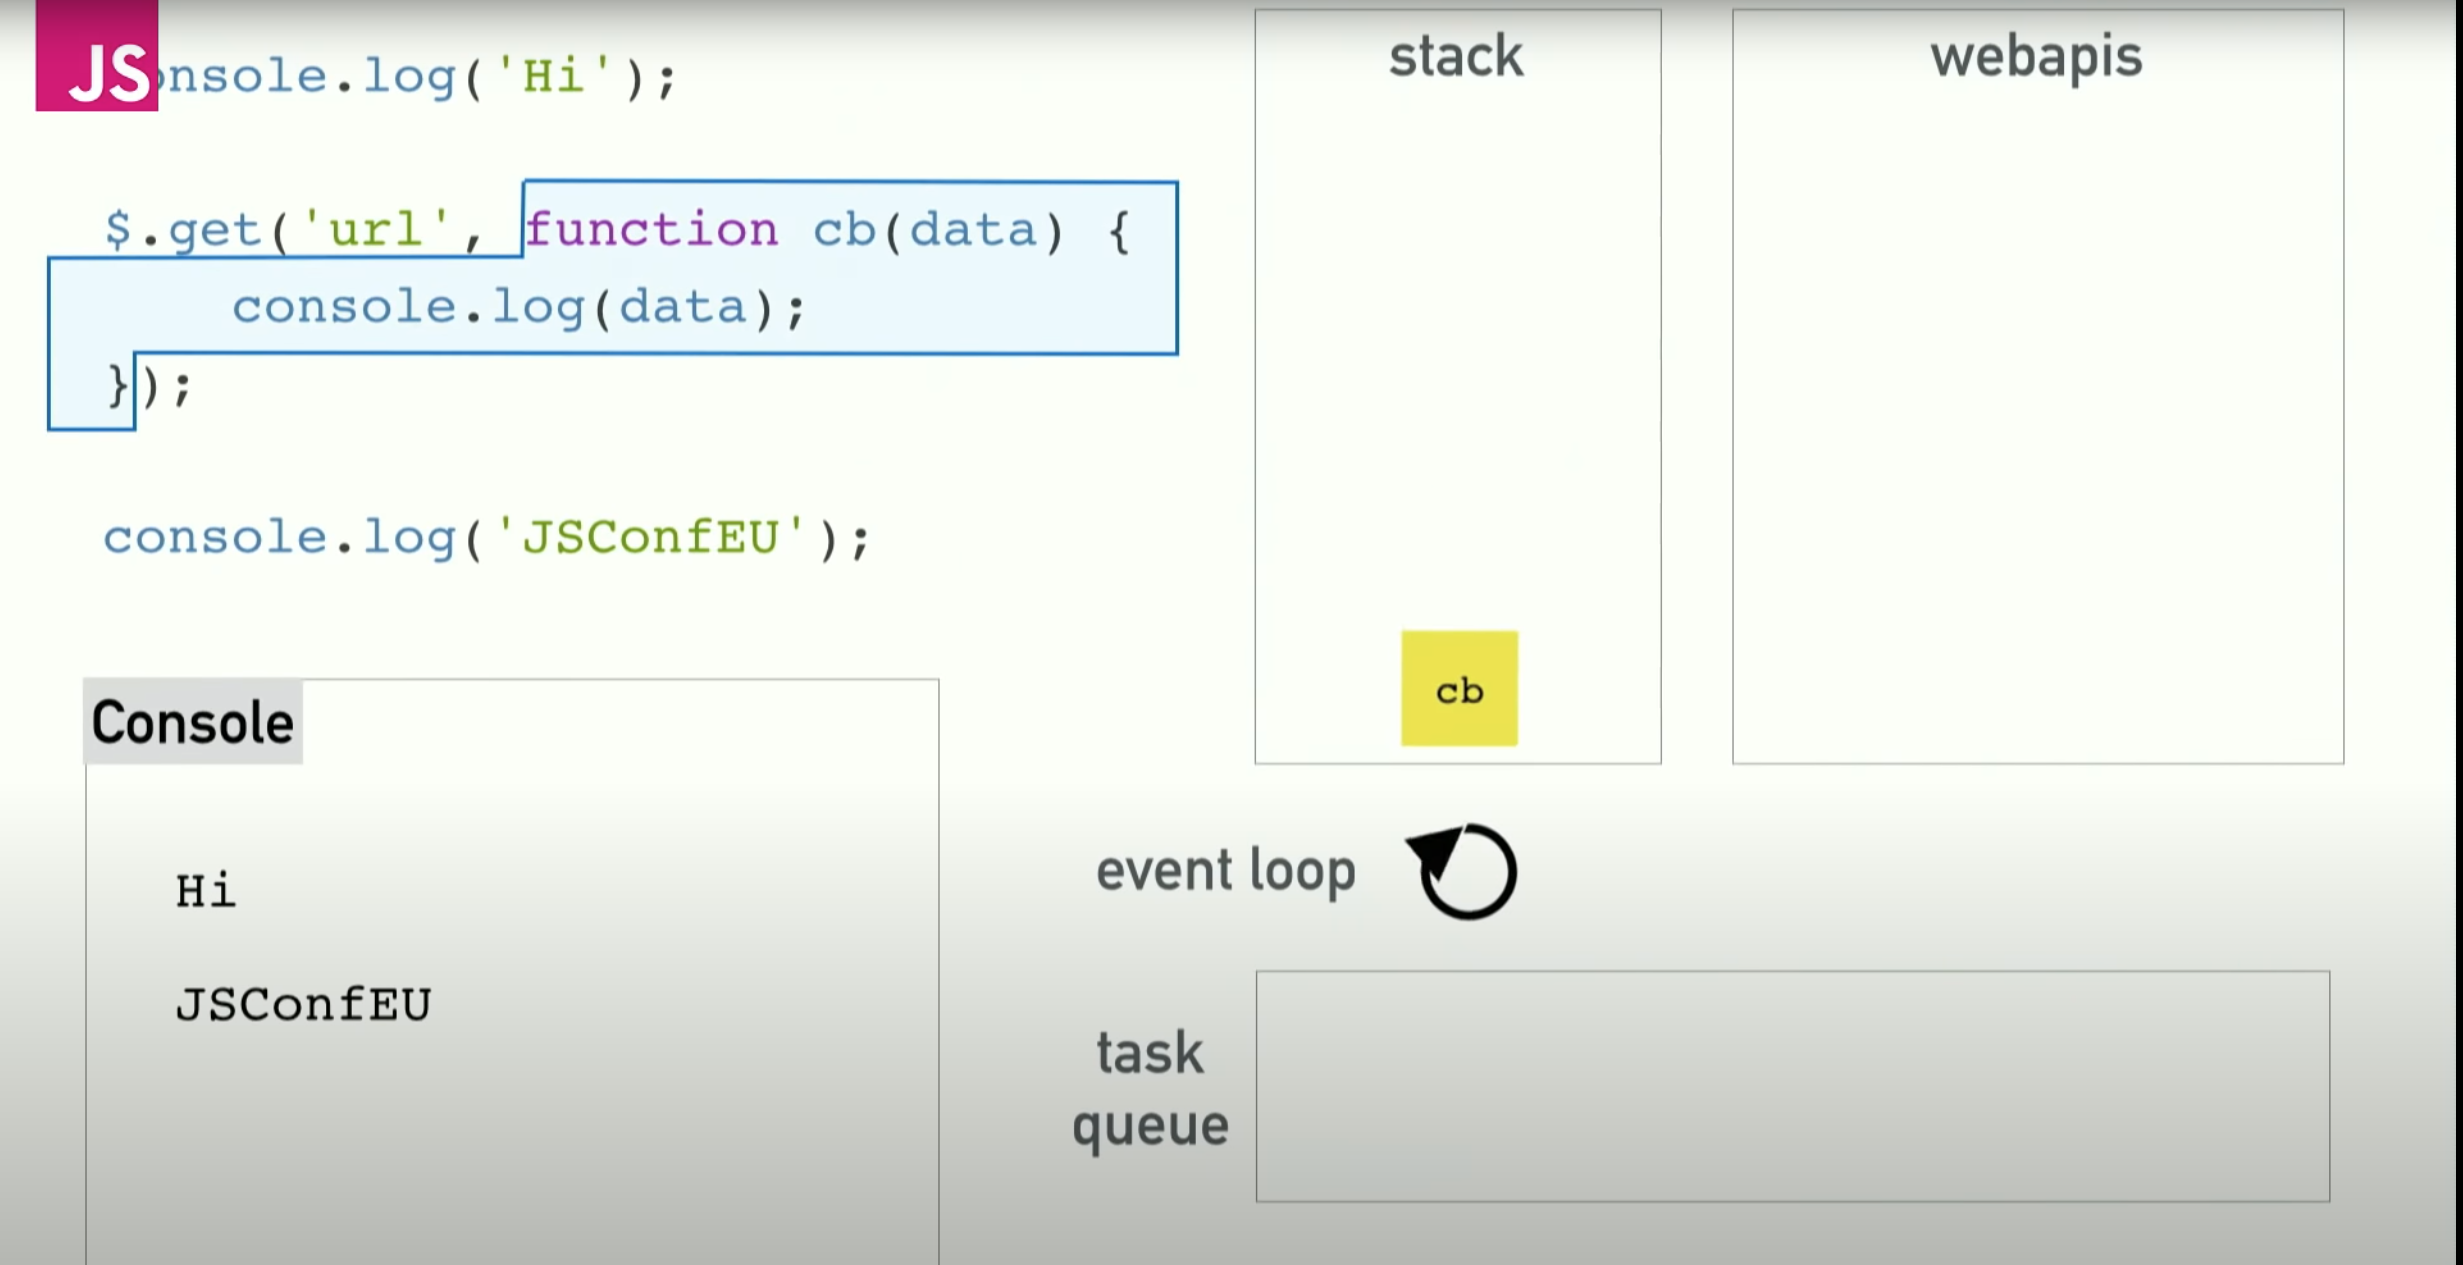 JS
onsole.log('Hi');
$.get('url', function cb(data) {
console.log(data);
});
console.log('JSConfEU');
Console
Hi
JSConfEU
stack
webapis
cb
event loop
task
queue